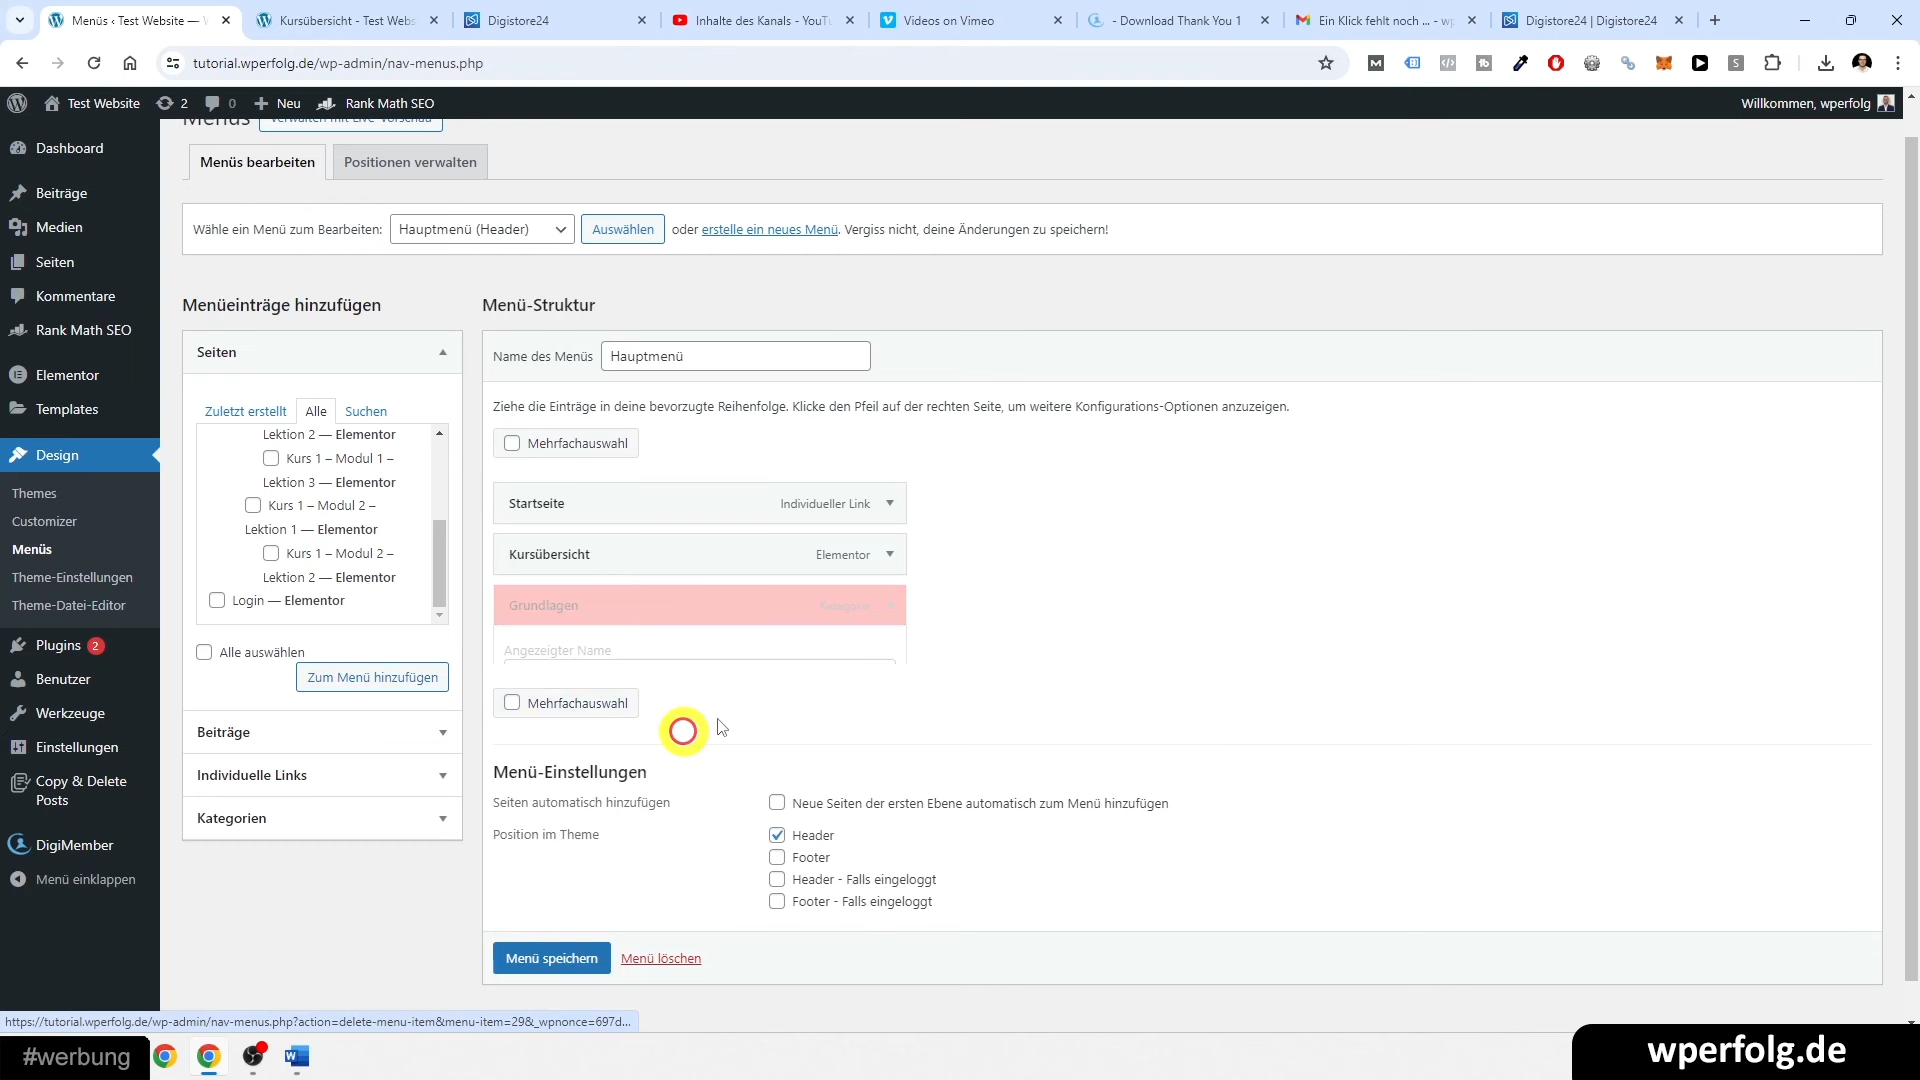 Menüs ‹ Test Website — W
Kursübersicht - Test Webs
Digistore24
Inhalte des Kanals - YouTu
Videos on Vimeo
- Download Thank You 1
Ein Klick fehlt noch ... - wp
Digistore24 | Digistore24
tutorial.wperfolg.de/wp-admin/nav-menus.php
Test Website
2
0
Neu
Rank Math SEO
Willkommen, wperfolg
Dashboard
Beiträge
Medien
Seiten
Kommentare
Rank Math SEO
Elementor
Templates
Design
Themes
Customizer
Menüs
Theme-Einstellungen
Theme-Datei-Editor
Plugins 2
Benutzer
Werkzeuge
Einstellungen
Copy & Delete
Posts
DigiMember
Menü einklappen
Menüs
Verwalten mit Live-Vorschau
Menüs bearbeiten
Positionen verwalten
Wähle ein Menü zum Bearbeiten: Hauptmenü (Header) Auswählen oder erstelle ein neues Menü. Vergiss nicht, deine Änderungen zu speichern!
Menüeinträge hinzufügen
Seiten
Zuletzt erstellt
Alle
Suchen
Lektion 2 — Elementor
Kurs 1 – Modul 1 –
Lektion 3 — Elementor
Kurs 1 – Modul 2 –
Lektion 1 — Elementor
Kurs 1 – Modul 2 –
Lektion 2 — Elementor
Login — Elementor
Alle auswählen
Zum Menü hinzufügen
Beiträge
Individuelle Links
Kategorien
Menü-Struktur
Name des Menüs Hauptmenü
Ziehe die Einträge in deine bevorzugte Reihenfolge. Klicke den Pfeil auf der rechten Seite, um weitere Konfigurations-Optionen anzuzeigen.
Mehrfachauswahl
Startseite Individueller Link
Kursübersicht Elementor
Grundlagen Kategorie
Angezeigter Name
Mehrfachauswahl
Menü-Einstellungen
Seiten automatisch hinzufügen
Neue Seiten der ersten Ebene automatisch zum Menü hinzufügen
Position im Theme
Header
Footer
Header - Falls eingeloggt
Footer - Falls eingeloggt
Menü speichern
Menü löschen
https://tutorial.wperfolg.de/wp-admin/nav-menus.php?action=delete-menu-item&menu-item=29&_wpnonce=697d...
#werbung
wperfolg.de